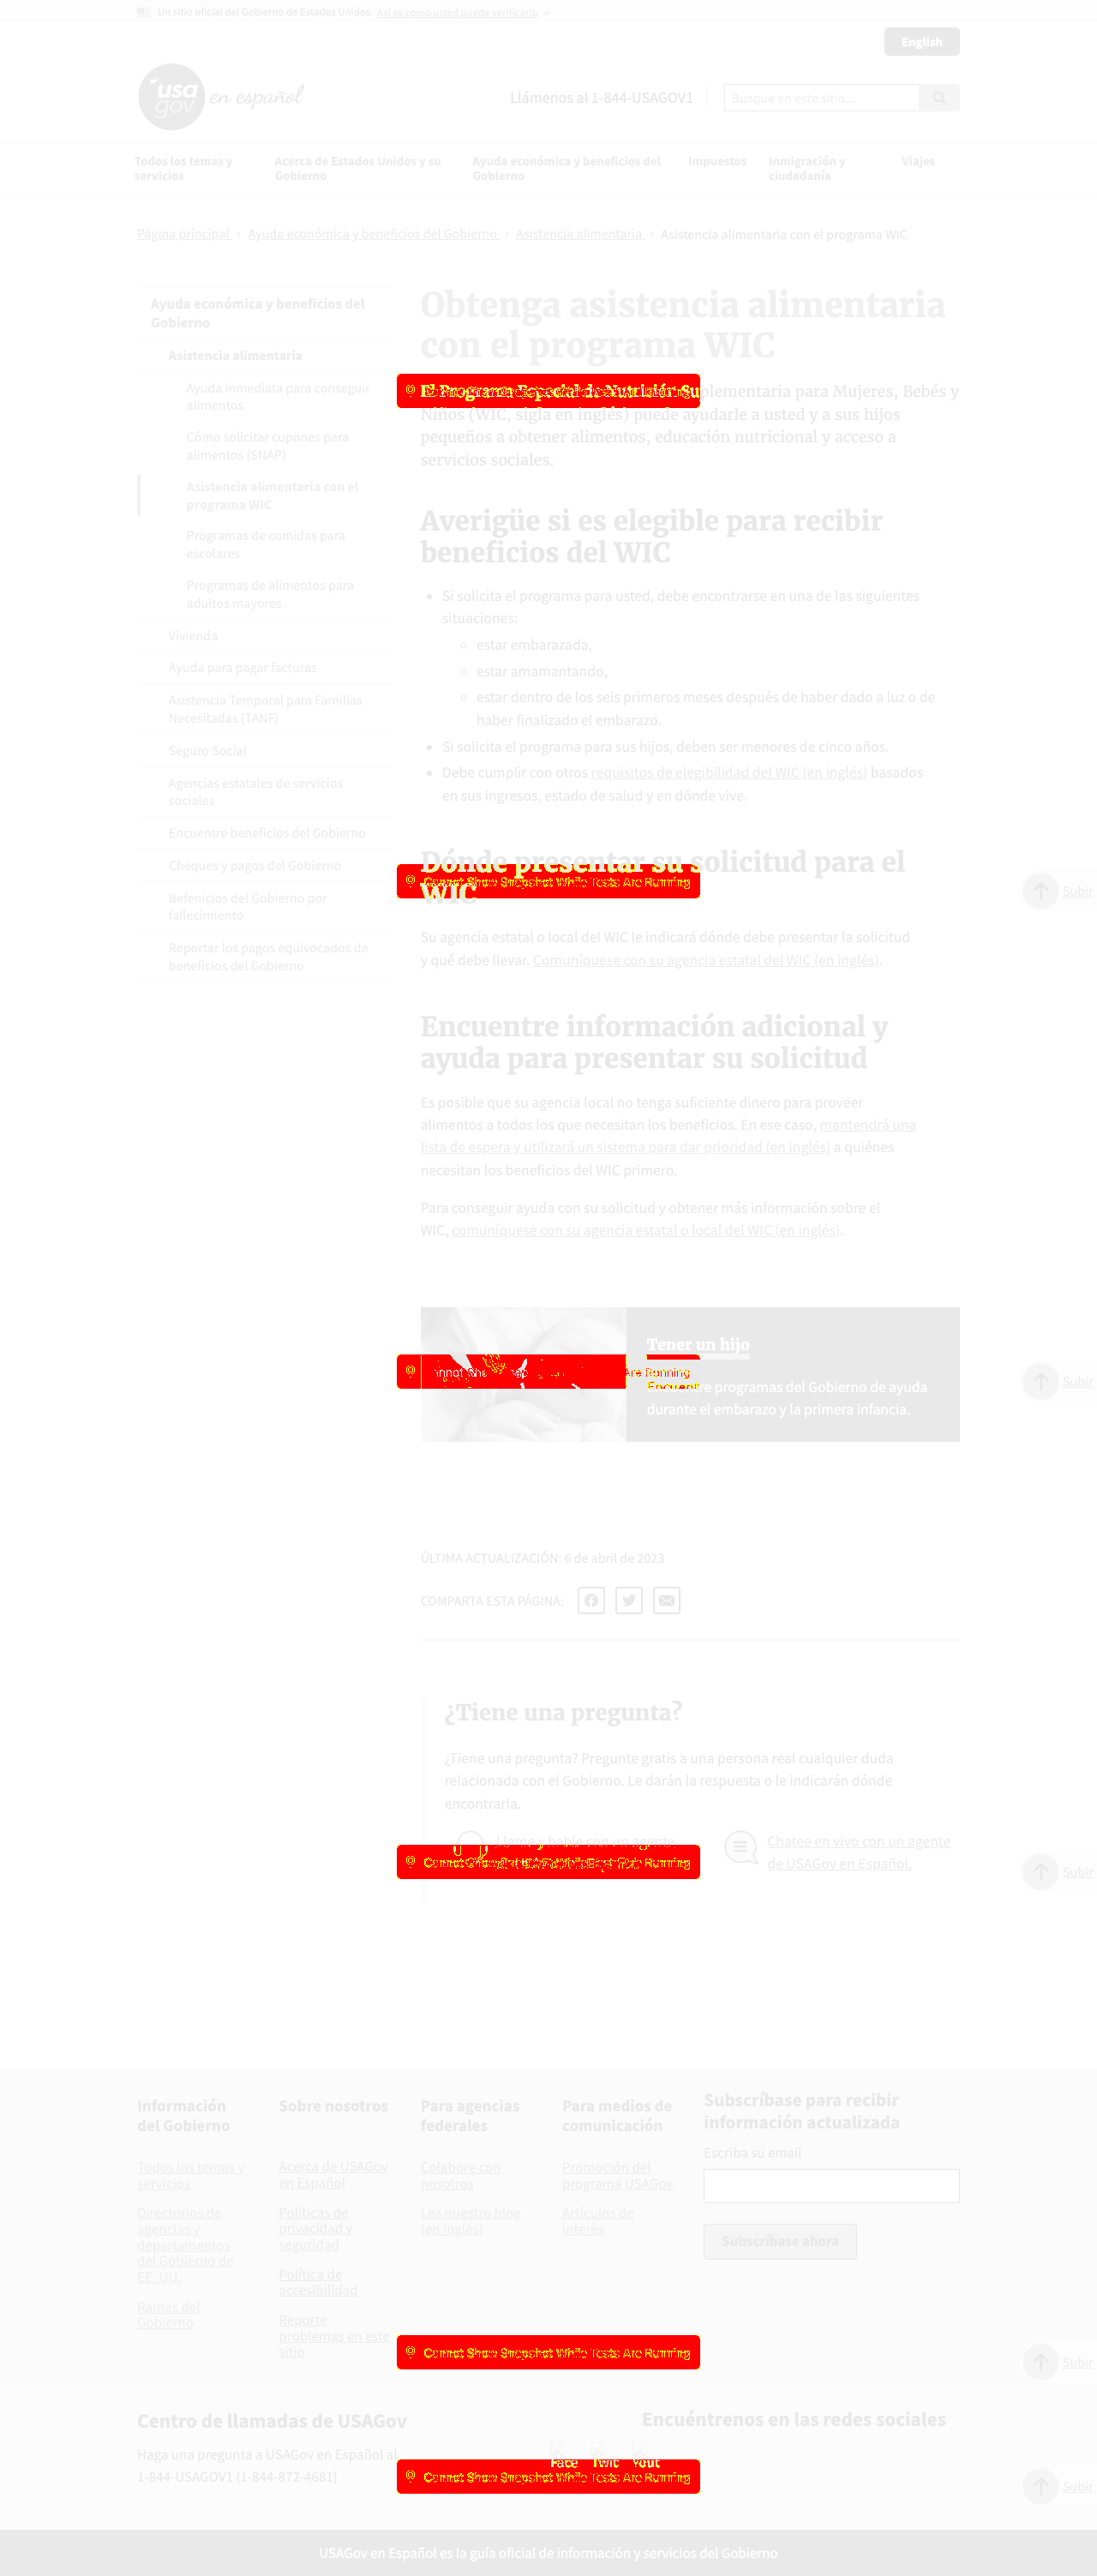 Un sitio oficial del Gobierno de Estados Unidos Así es como usted puede verificarlo
English
usa gov en español
Llámenos al 1-844-USAGOV1
Busque en este sitio...
Todos los temas y servicios
Acerca de Estados Unidos y su Gobierno
Ayuda económica y beneficios del Gobierno
Impuestos
Inmigración y ciudadanía
Viajes
Página principal > Ayuda económica y beneficios del Gobierno > Asistencia alimentaria > Asistencia alimentaria con el programa WIC
Ayuda económica y beneficios del
Gobierno
Asistencia alimentaria
Ayuda inmediata para conseguir
alimentos
Cómo solicitar cupones para
alimentos (SNAP)
Asistencia alimentaria con el
programa WIC
Programas de comidas para
escolares
Programas de alimentos para
adultos mayores
Vivienda
Ayuda para pagar facturas
Asistencia Temporal para Familias
Necesitadas (TANF)
Seguro Social
Agencias estatales de servicios
sociales
Encuentre beneficios del Gobierno
Cheques y pagos del Gobierno
Befenicios del Gobierno por
fallecimiento
Reportar los pagos equivocados de
beneficios del Gobierno
Obtenga asistencia alimentaria
con el programa WIC
El Programa Especial de Nutrición Suplementaria para Mujeres, Bebés y
Niños (WIC, sigla en inglés) puede ayudarle a usted y a sus hijos
pequeños a obtener alimentos, educación nutricional y acceso a
servicios sociales.
Averigüe si es elegible para recibir
beneficios del WIC
• Si solicita el programa para usted, debe encontrarse en una de las siguientes
situaciones:
◦ estar embarazada,
◦ estar amamantando,
◦ estar dentro de los seis primeros meses después de haber dado a luz o de
haber finalizado el embarazo.
• Si solicita el programa para sus hijos, deben ser menores de cinco años.
• Debe cumplir con otros requisitos de elegibilidad del WIC (en inglés) basados
en sus ingresos, estado de salud y en dónde vive.
Dónde presentar su solicitud para el
WIC
Cannot Show Snapshot While Tests Are Running
Subir
Su agencia estatal o local del WIC le indicará dónde debe presentar la solicitud
y qué debe llevar. Comuníquese con su agencia estatal del WIC (en inglés).
Encuentre información adicional y
ayuda para presentar su solicitud
Es posible que su agencia local no tenga suficiente dinero para proveer
alimentos a todos los que necesitan los beneficios. En ese caso, mantendrá una
lista de espera y utilizará un sistema para dar prioridad (en inglés) a quiénes
necesitan los beneficios del WIC primero.
Para conseguir ayuda con su solicitud y obtener más información sobre el
WIC, comuníquese con su agencia estatal o local del WIC (en inglés).
Tener un hijo
Are Running
Subir
Encuentre programas del Gobierno de ayuda
durante el embarazo y la primera infancia.
ÚLTIMA ACTUALIZACIÓN: 6 de abril de 2023
COMPARTA ESTA PÁGINA:
¿Tiene una pregunta?
¿Tiene una pregunta? Pregunte gratis a una persona real cualquier duda
relacionada con el Gobierno. Le darán la respuesta o le indicarán dónde
encontrarla.
Llame y hable con un agente
Chatee en vivo con un agente
de USAGov en Español.
Subir
Información
del Gobierno
Todos los temas y
servicios
Directorios de
agencias y
departamentos
del Gobierno de
EE. UU.
Ramas del
Gobierno
Sobre nosotros
Acerca de USAGov
en Español
Políticas de
privacidad y
seguridad
Política de
accesibilidad
Reporte
problemas en este
sitio
Para agencias
federales
Colabore con
nosotros
Lea nuestro blog
(en inglés)
Para medios de
comunicación
Promoción del
programa USAGov
Artículos de
interés
Subscríbase para recibir
información actualizada
Escriba su email
Subscríbase ahora
Cannot Show Snapshot While Tests Are Running
Subir
Centro de llamadas de USAGov
Haga una pregunta a USAGov en Español al
1-844-USAGOV1 (1-844-872-4681)
Encuéntrenos en las redes sociales
Face Twit Yout
Cannot Show Snapshot While Tests Are Running
Subir
USAGov en Español es la guía oficial de información y servicios del Gobierno